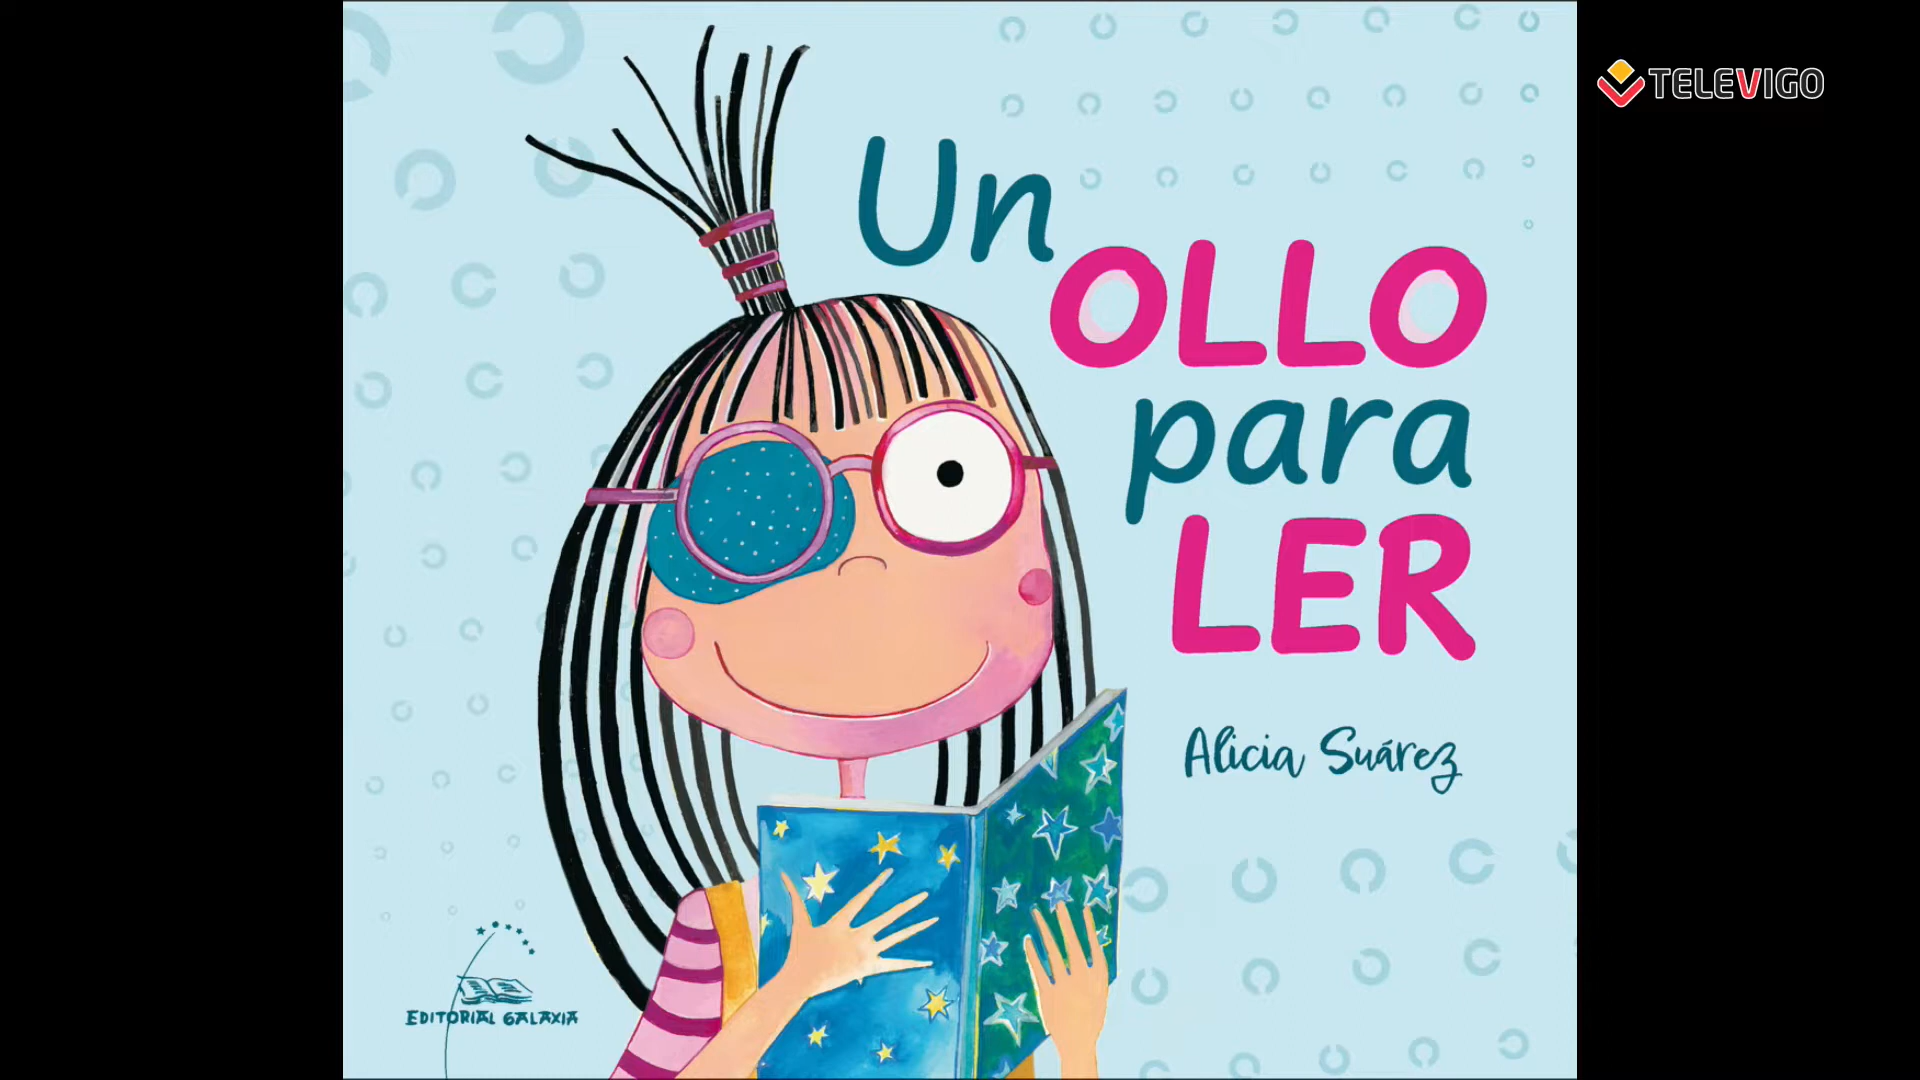 TELEVIGO
Un
OLLO
para
LER
Alicia Suárez
EDITORIAL GALAXIA